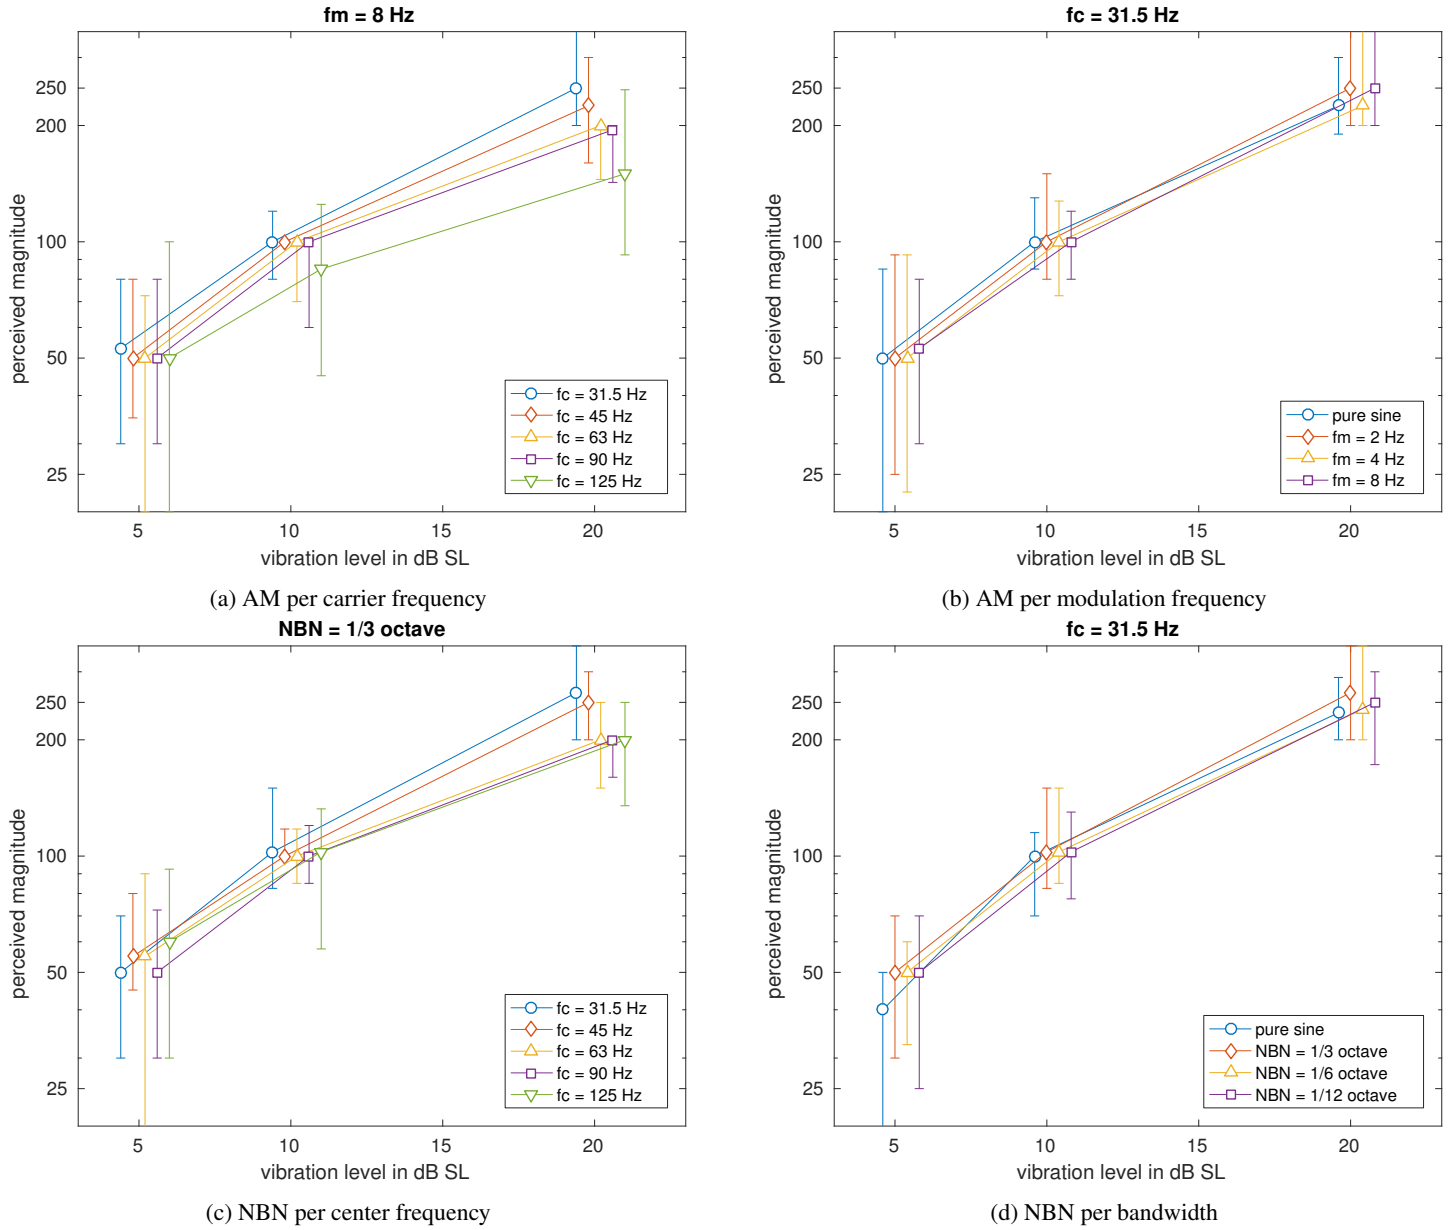 fm = 8 Hz
250
200
100
50
25
perceived magnitude
5
10
15
20
vibration level in dB SL
fc = 31.5 Hz
fc = 45 Hz
fc = 63 Hz
fc = 90 Hz
fc = 125 Hz
(a) AM per carrier frequency
fc = 31.5 Hz
250
200
100
50
25
perceived magnitude
5
10
15
20
vibration level in dB SL
pure sine
fm = 2 Hz
fm = 4 Hz
fm = 8 Hz
(b) AM per modulation frequency
NBN = 1/3 octave
250
200
100
50
25
perceived magnitude
5
10
15
20
vibration level in dB SL
fc = 31.5 Hz
fc = 45 Hz
fc = 63 Hz
fc = 90 Hz
fc = 125 Hz
(c) NBN per center frequency
fc = 31.5 Hz
250
200
100
50
25
perceived magnitude
5
10
15
20
vibration level in dB SL
pure sine
NBN = 1/3 octave
NBN = 1/6 octave
NBN = 1/12 octave
(d) NBN per bandwidth